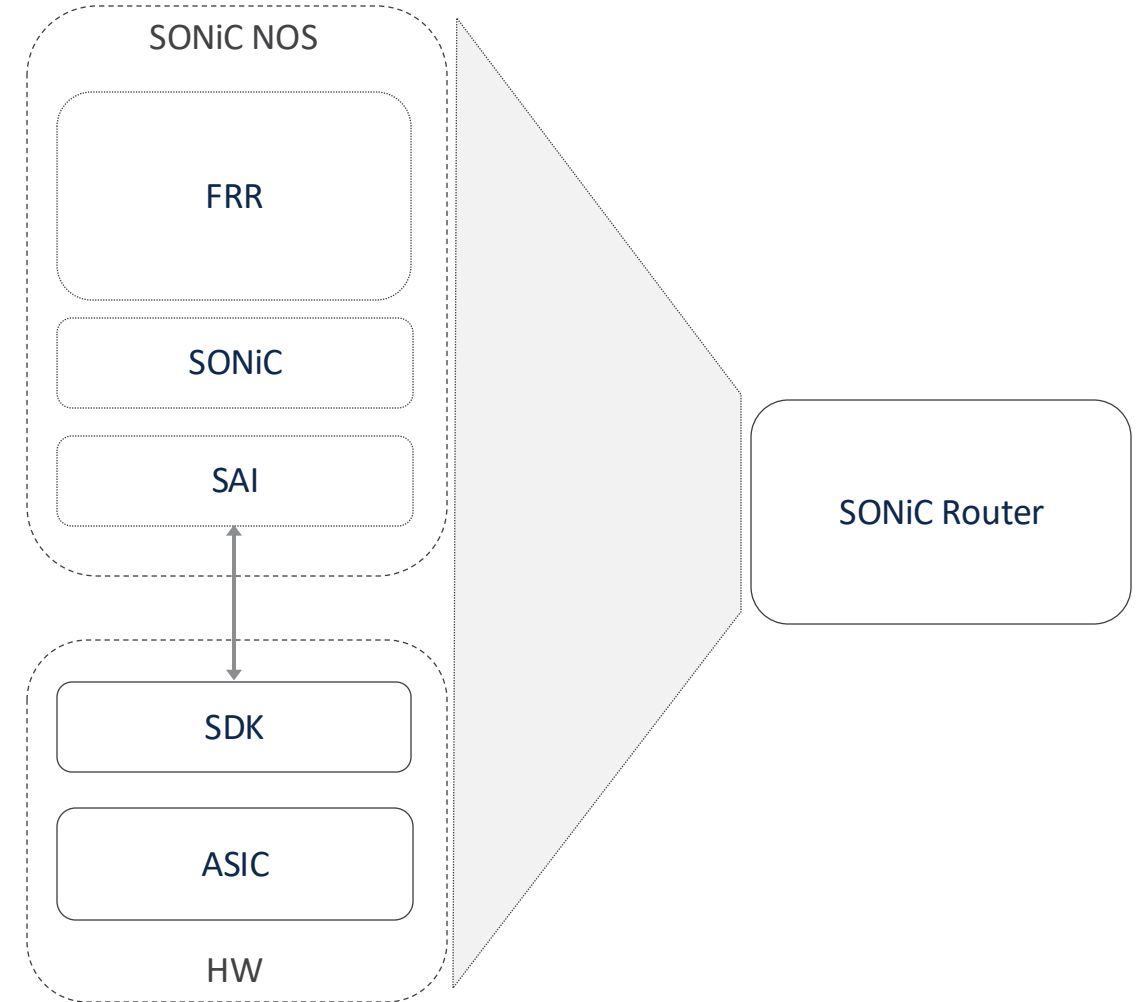 SONiC NOS
FRR
SONiC
SAI
SDK
ASIC
HW
SONiC Router